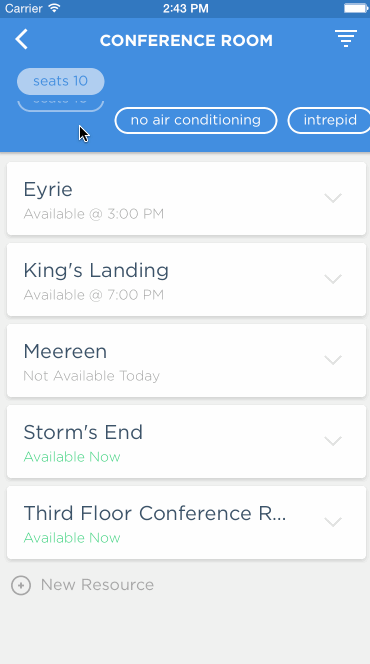 Carrier 2:43 PM
CONFERENCE ROOM
seats 10
seats 10
no air conditioning intrepid
Eyrie
Available @ 3:00 PM
King's Landing
Available @ 7:00 PM
Meereen
Not Available Today
Storm's End
Available Now
Third Floor Conference R...
Available Now
New Resource